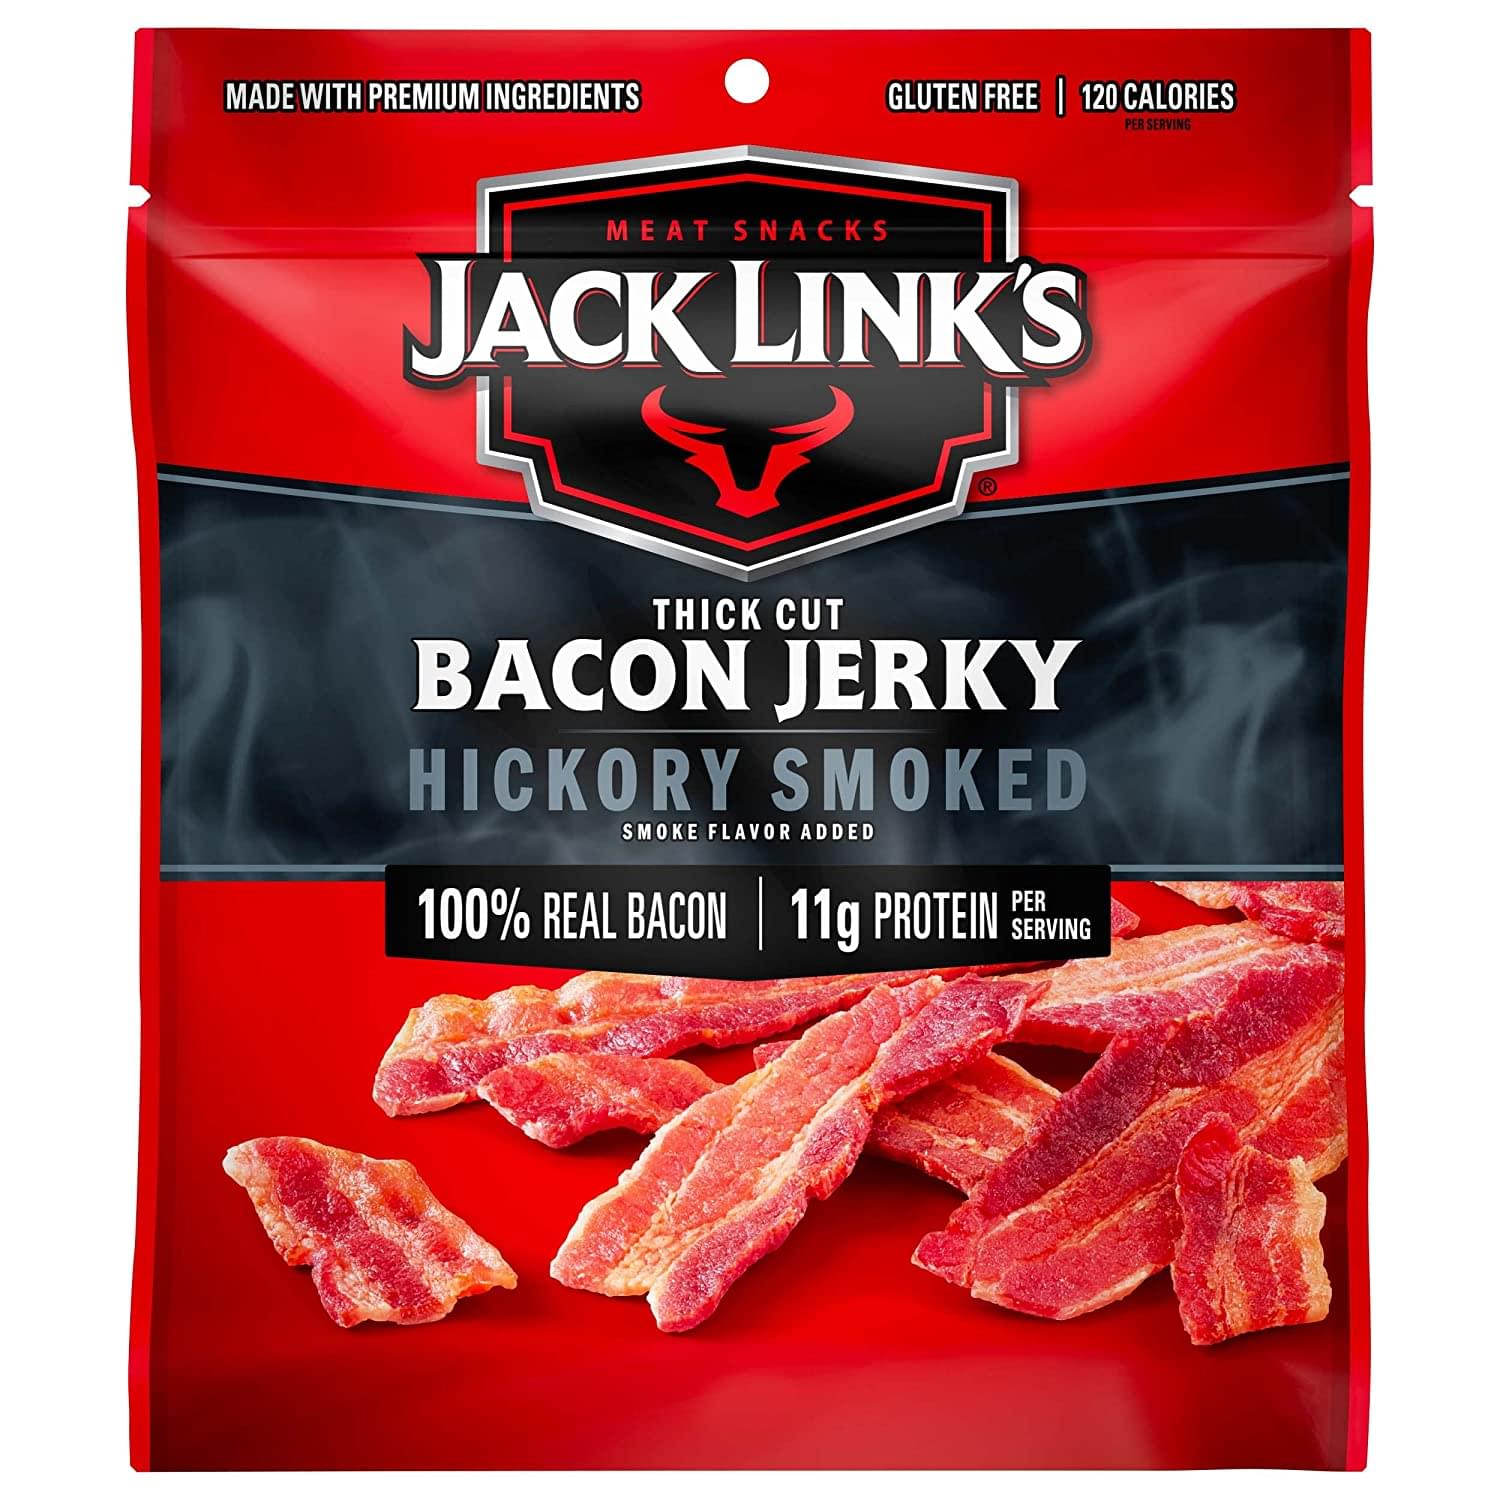 MADE WITH PREMIUM INGREDIENTS
GLUTEN FREE | 120 CALORIES
PER SERVING
MEAT SNACKS
JACK LINK'S
®
THICK CUT
BACON JERKY
HICKORY SMOKED
SMOKE FLAVOR ADDED
100% REAL BACON | 11g PROTEIN PER SERVING